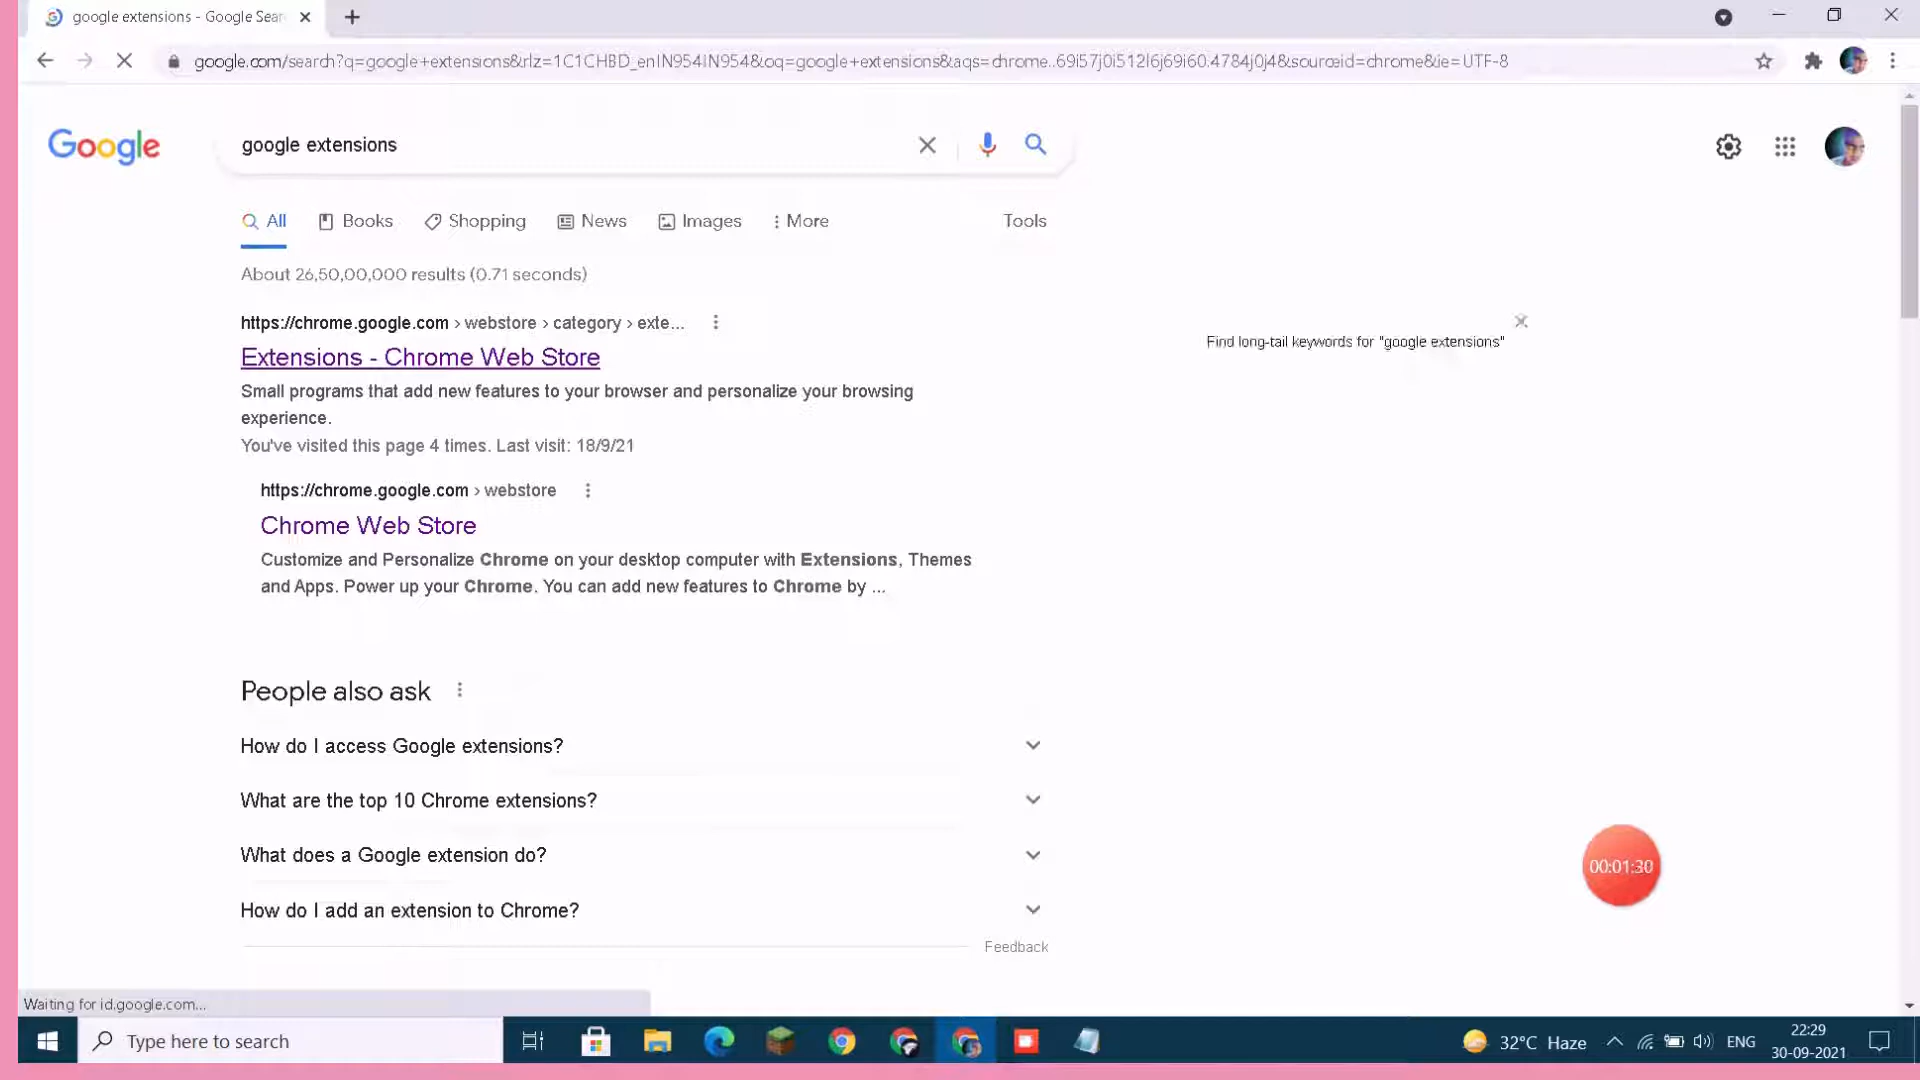 google extensions - Google Sear
google.com/search?q=google+extensions&rlz=1C1CHBD_enIN954IN954&oq=google+extensions&aqs=chrome..69i57j0i512l6j69i60.4784j0j4&sourceid=chrome&ie=UTF-8
Google
google extensions
All
Books
Shopping
News
Images
More
Tools
About 26,50,00,000 results (0.71 seconds)
https://chrome.google.com › webstore › category › exte...
Extensions - Chrome Web Store
Small programs that add new features to your browser and personalize your browsing
experience.
You've visited this page 4 times. Last visit: 18/9/21
Find long-tail keywords for "google extensions"
https://chrome.google.com › webstore
Chrome Web Store
Customize and Personalize Chrome on your desktop computer with Extensions, Themes
and Apps. Power up your Chrome. You can add new features to Chrome by ...
People also ask
How do I access Google extensions?
What are the top 10 Chrome extensions?
What does a Google extension do?
How do I add an extension to Chrome?
Feedback
00:01:30
Waiting for id.google.com...
Type here to search
32°C Haze
ENG
22:29
30-09-2021